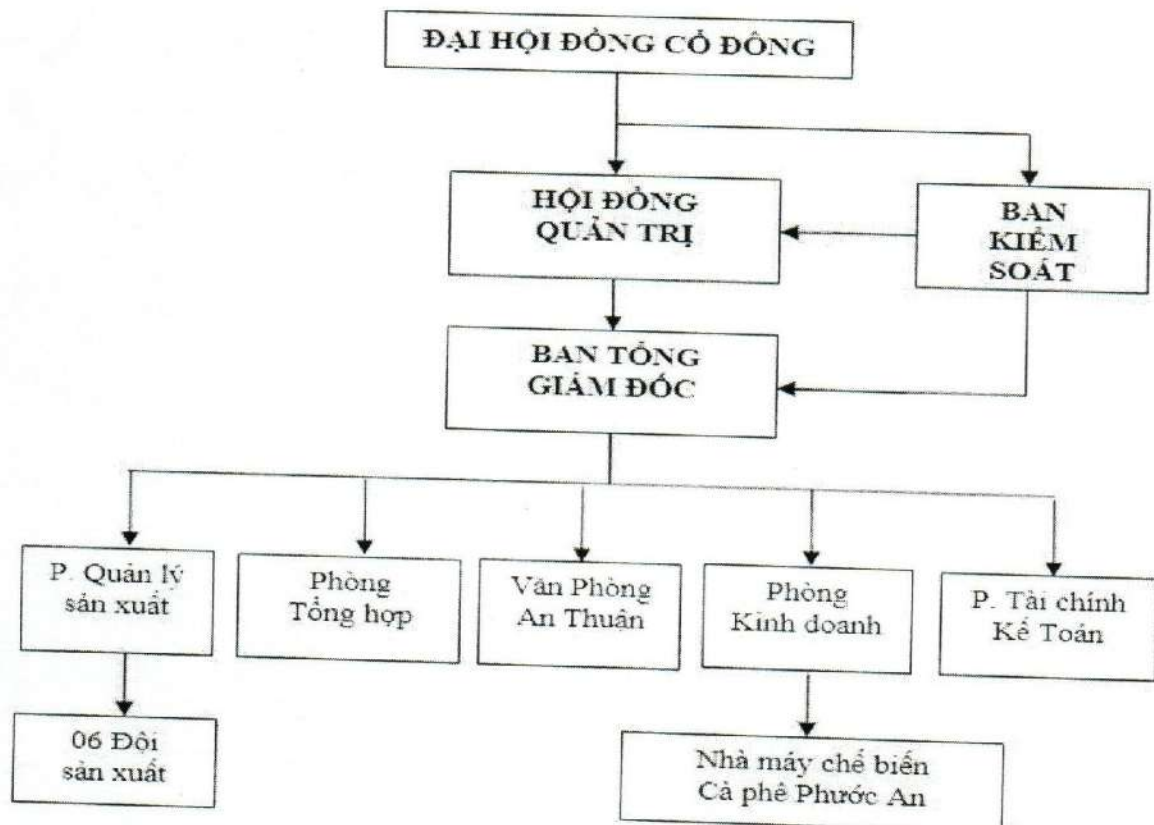 ĐẠI HỘI ĐỒNG CỔ ĐÔNG
HỘI ĐỒNG
QUẢN TRỊ
BAN
KIỂM
SOÁT
BAN TỔNG
GIÁM ĐỐC
P. Quản lý
sản xuất
Phòng
Tổng hợp
Văn Phòng
An Thuận
Phòng
Kinh doanh
P. Tài chính
Kế Toán
06 Đội
sản xuất
Nhà máy chế biến
Cà phê Phước An